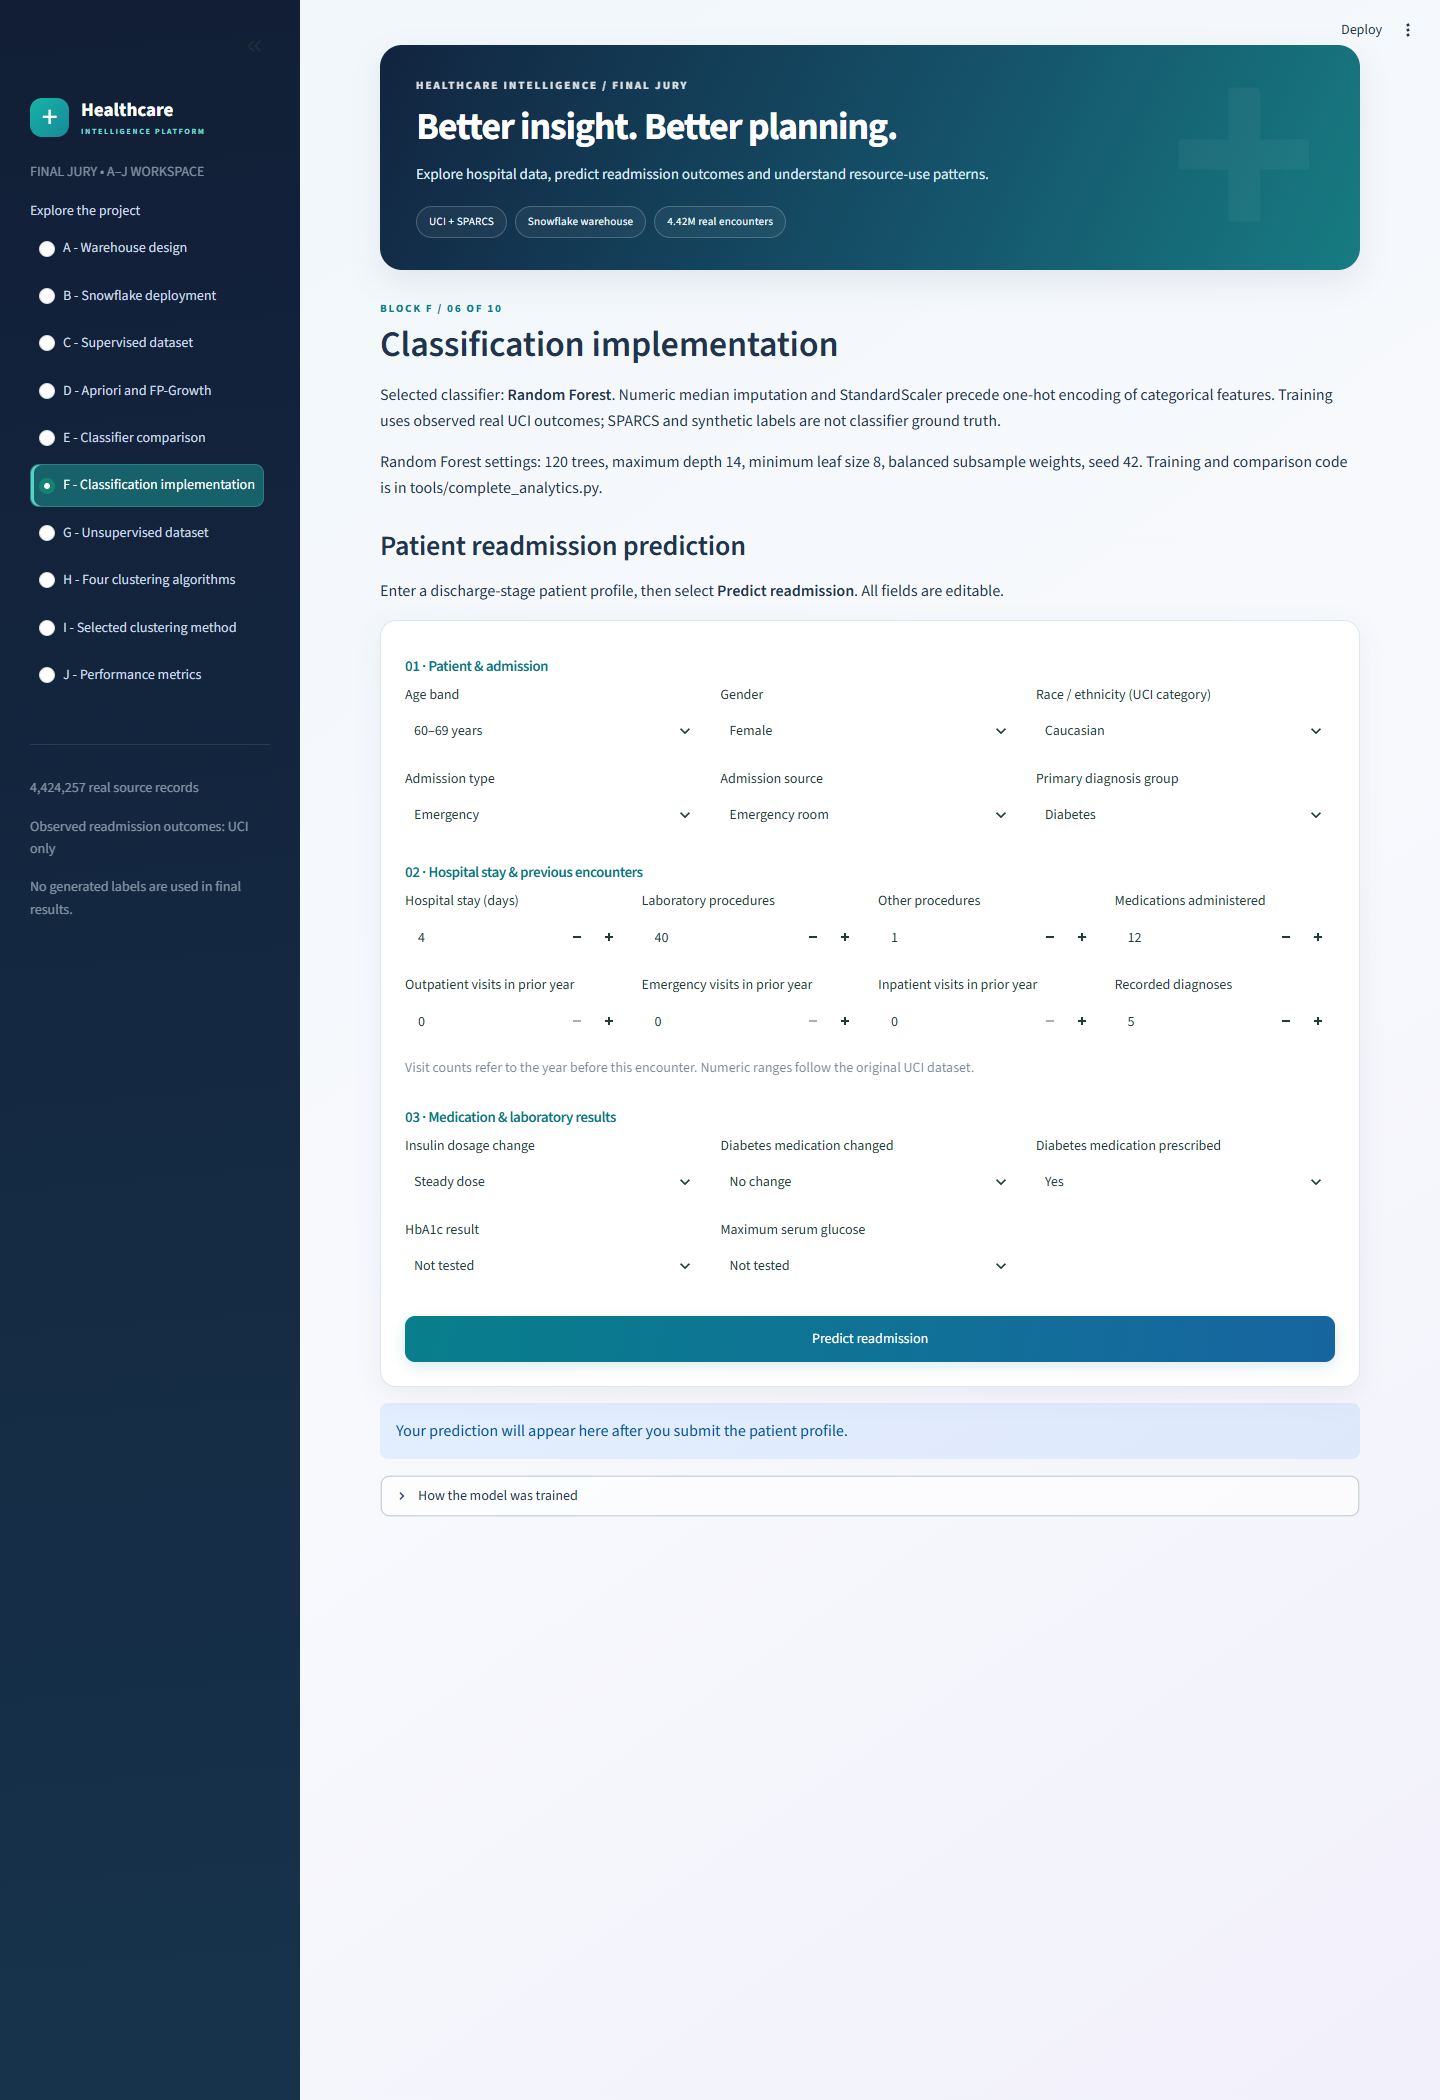 Deploy
Healthcare
INTELLIGENCE PLATFORM
FINAL JURY • A–J WORKSPACE
Explore the project
A - Warehouse design
B - Snowflake deployment
C - Supervised dataset
D - Apriori and FP-Growth
E - Classifier comparison
F - Classification implementation
G - Unsupervised dataset
H - Four clustering algorithms
I - Selected clustering method
J - Performance metrics
4,424,257 real source records
Observed readmission outcomes: UCI
only
No generated labels are used in final
results.
HEALTHCARE INTELLIGENCE / FINAL JURY
Better insight. Better planning.
Explore hospital data, predict readmission outcomes and understand resource-use patterns.
UCI + SPARCS
Snowflake warehouse
4.42M real encounters
BLOCK F / 06 OF 10
Classification implementation
Selected classifier: Random Forest. Numeric median imputation and StandardScaler precede one-hot encoding of categorical features. Training
uses observed real UCI outcomes; SPARCS and synthetic labels are not classifier ground truth.
Random Forest settings: 120 trees, maximum depth 14, minimum leaf size 8, balanced subsample weights, seed 42. Training and comparison code
is in tools/complete_analytics.py.
Patient readmission prediction
Enter a discharge-stage patient profile, then select Predict readmission. All fields are editable.
01 · Patient & admission
Age band
Gender
Race / ethnicity (UCI category)
60–69 years
Female
Caucasian
Admission type
Admission source
Primary diagnosis group
Emergency
Emergency room
Diabetes
02 · Hospital stay & previous encounters
Hospital stay (days)
Laboratory procedures
Other procedures
Medications administered
4
40
1
12
Outpatient visits in prior year
Emergency visits in prior year
Inpatient visits in prior year
Recorded diagnoses
0
0
0
5
Visit counts refer to the year before this encounter. Numeric ranges follow the original UCI dataset.
03 · Medication & laboratory results
Insulin dosage change
Diabetes medication changed
Diabetes medication prescribed
Steady dose
No change
Yes
HbA1c result
Maximum serum glucose
Not tested
Not tested
Predict readmission
Your prediction will appear here after you submit the patient profile.
How the model was trained